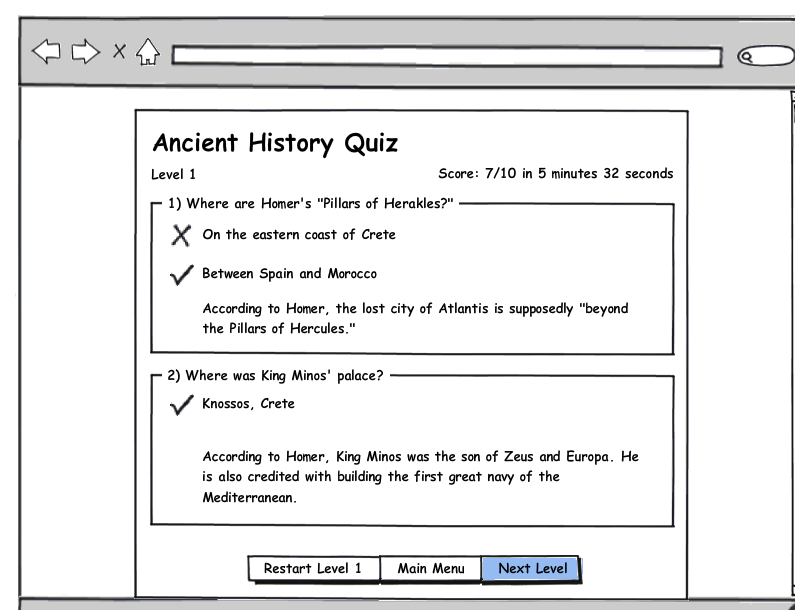 Ancient History Quiz
Level 1
Score: 7/10 in 5 minutes 32 seconds
1) Where are Homer's "Pillars of Herakles?"
On the eastern coast of Crete
Between Spain and Morocco
According to Homer, the lost city of Atlantis is supposedly "beyond
the Pillars of Hercules."
2) Where was King Minos' palace?
Knossos, Crete
According to Homer, King Minos was the son of Zeus and Europa. He
is also credited with building the first great navy of the
Mediterranean.
Restart Level 1
Main Menu
Next Level